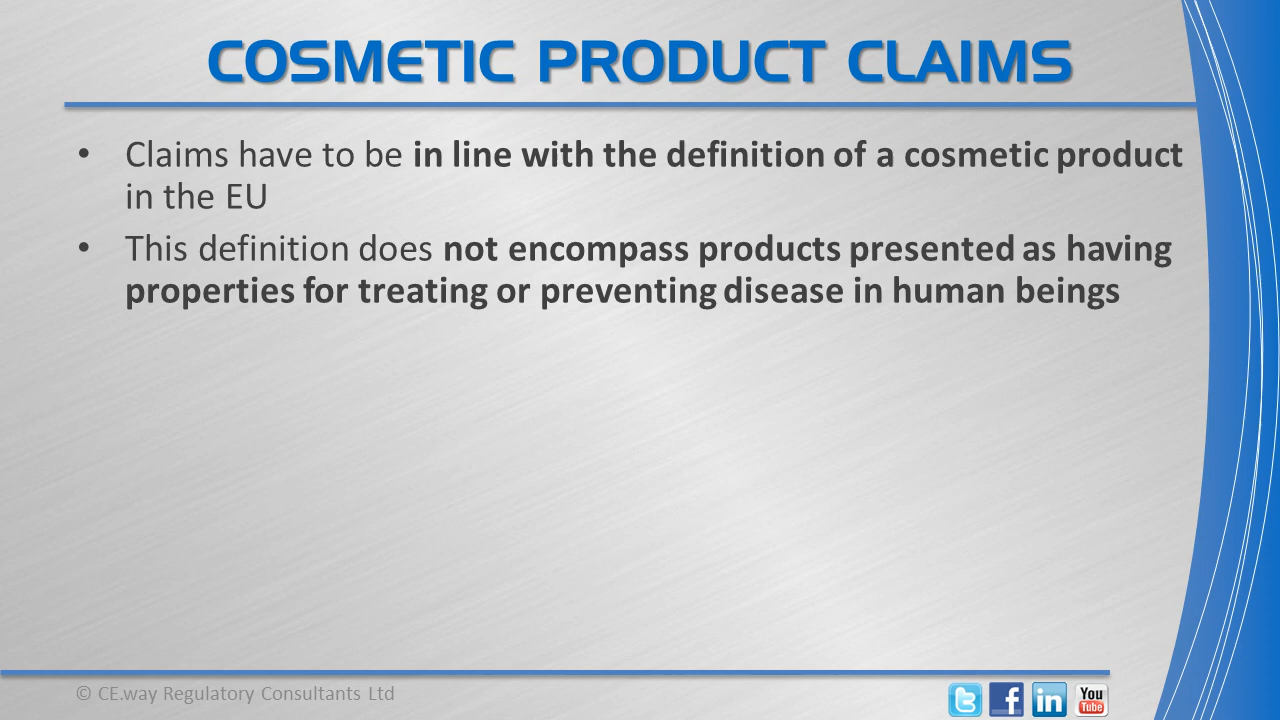 COSMETIC PRODUCT CLAIMS
• Claims have to be in line with the definition of a cosmetic product
in the EU
• This definition does not encompass products presented as having
properties for treating or preventing disease in human beings
© CE.way Regulatory Consultants Ltd
t f in You Tube